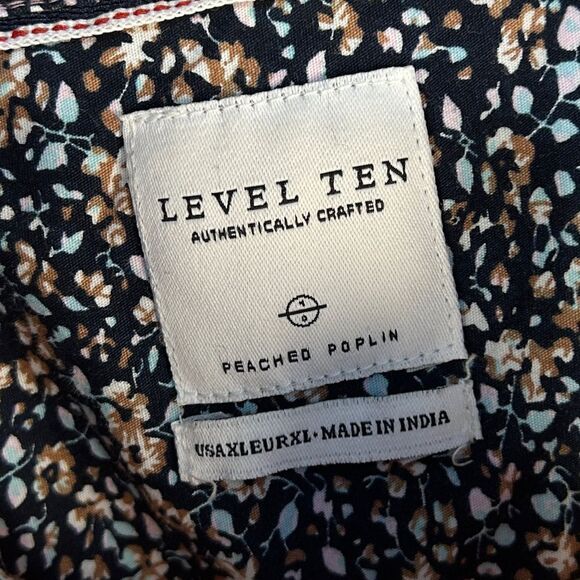 LEVEL TEN
AUTHENTICALLY CRAFTED
PEACHED POPLIN
USAXLEURXL• MADE IN INDIA